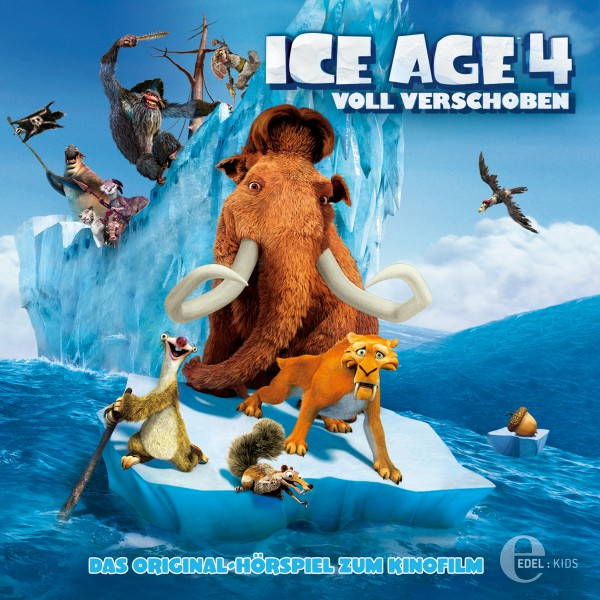 ICE AGE 4
VOLL VERSCHOBEN
DAS ORIGINAL-HÖRSPIEL ZUM KINOFILM
e
EDEL:KIDS